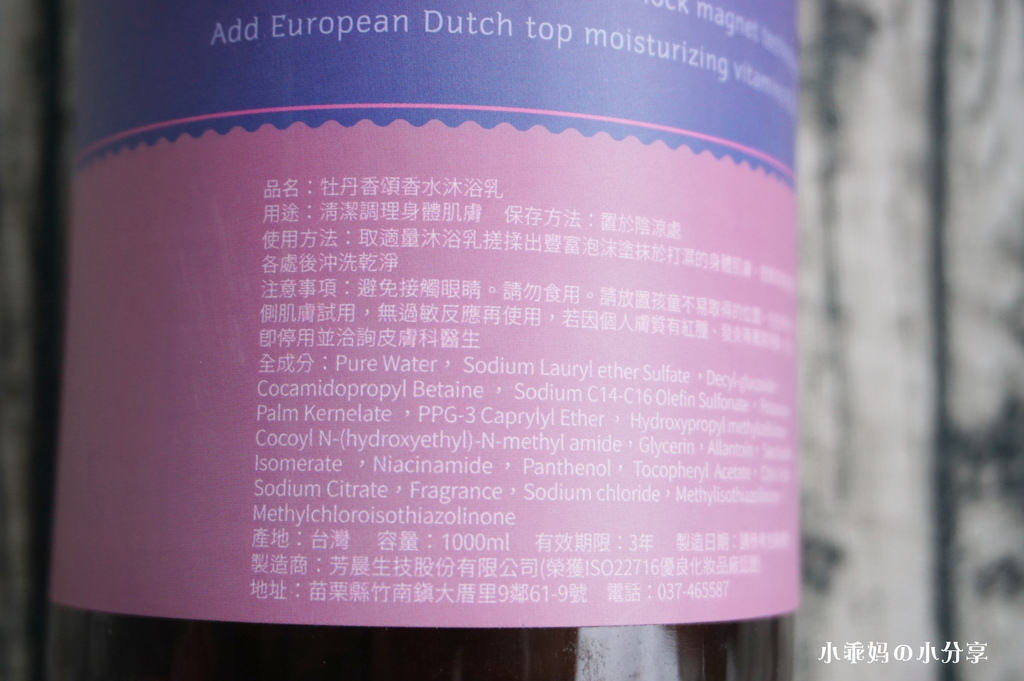 lock magnet
Add European Dutch top moisturizing vitamins
品名：牡丹香頌香水沐浴乳
用途：清潔調理身體肌膚　保存方法：置於陰涼處
使用方法：取適量沐浴乳搓揉出豐富泡沫塗抹於打濕的身體肌膚，
各處後沖洗乾淨
注意事項：避免接觸眼睛。請勿食用。請放置孩童不易取得的位置。
側肌膚試用，無過敏反應再使用，若因個人膚質有紅腫、
即停用並洽詢皮膚科醫生
全成分：Pure Water， Sodium Lauryl ether Sulfate，Decyl-glucoside
Cocamidopropyl Betaine ， Sodium C14-C16 Olefin Sulfonate，
Palm Kernelate ，PPG-3 Caprylyl Ether， Hydroxypropyl
Cocoyl N-(hydroxyethyl)-N-methyl amide，Glycerin，Allantoin，
Isomerate ，Niacinamide ， Panthenol， Tocopheryl Acetate，
Sodium Citrate，Fragrance，Sodium chloride，Methylisothiazolinone，
Methylchloroisothiazolinone
產地：台灣　容量：1000ml　有效期限：3年　製造日期：
製造商：芳晨生技股份有限公司(榮獲ISO22716優良化妝品
地址：苗栗縣竹南鎮大厝里9鄰61-9號　電話：037-465587
小乖妈の小分享